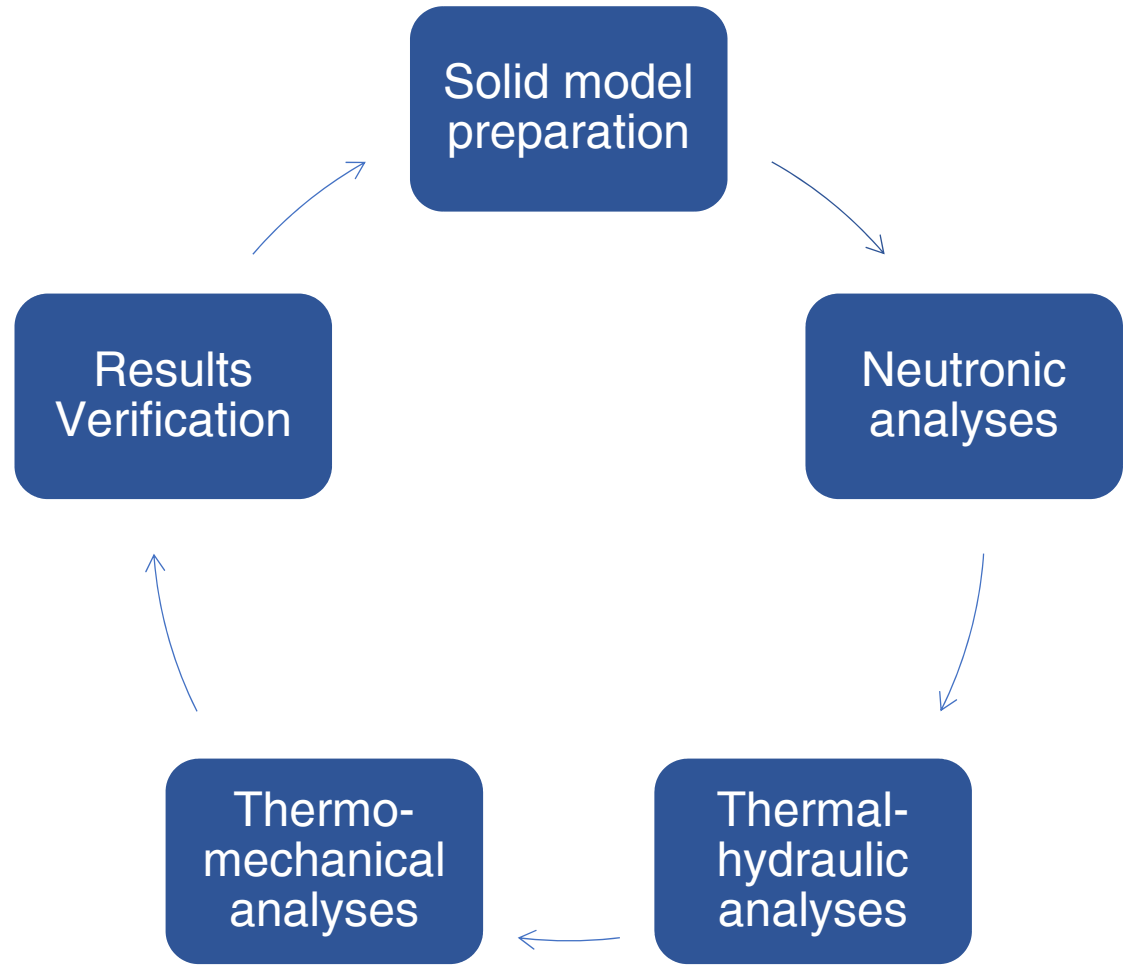 Solid model
preparation
Neutronic
analyses
Thermal-
hydraulic
analyses
Thermo-
mechanical
analyses
Results
Verification